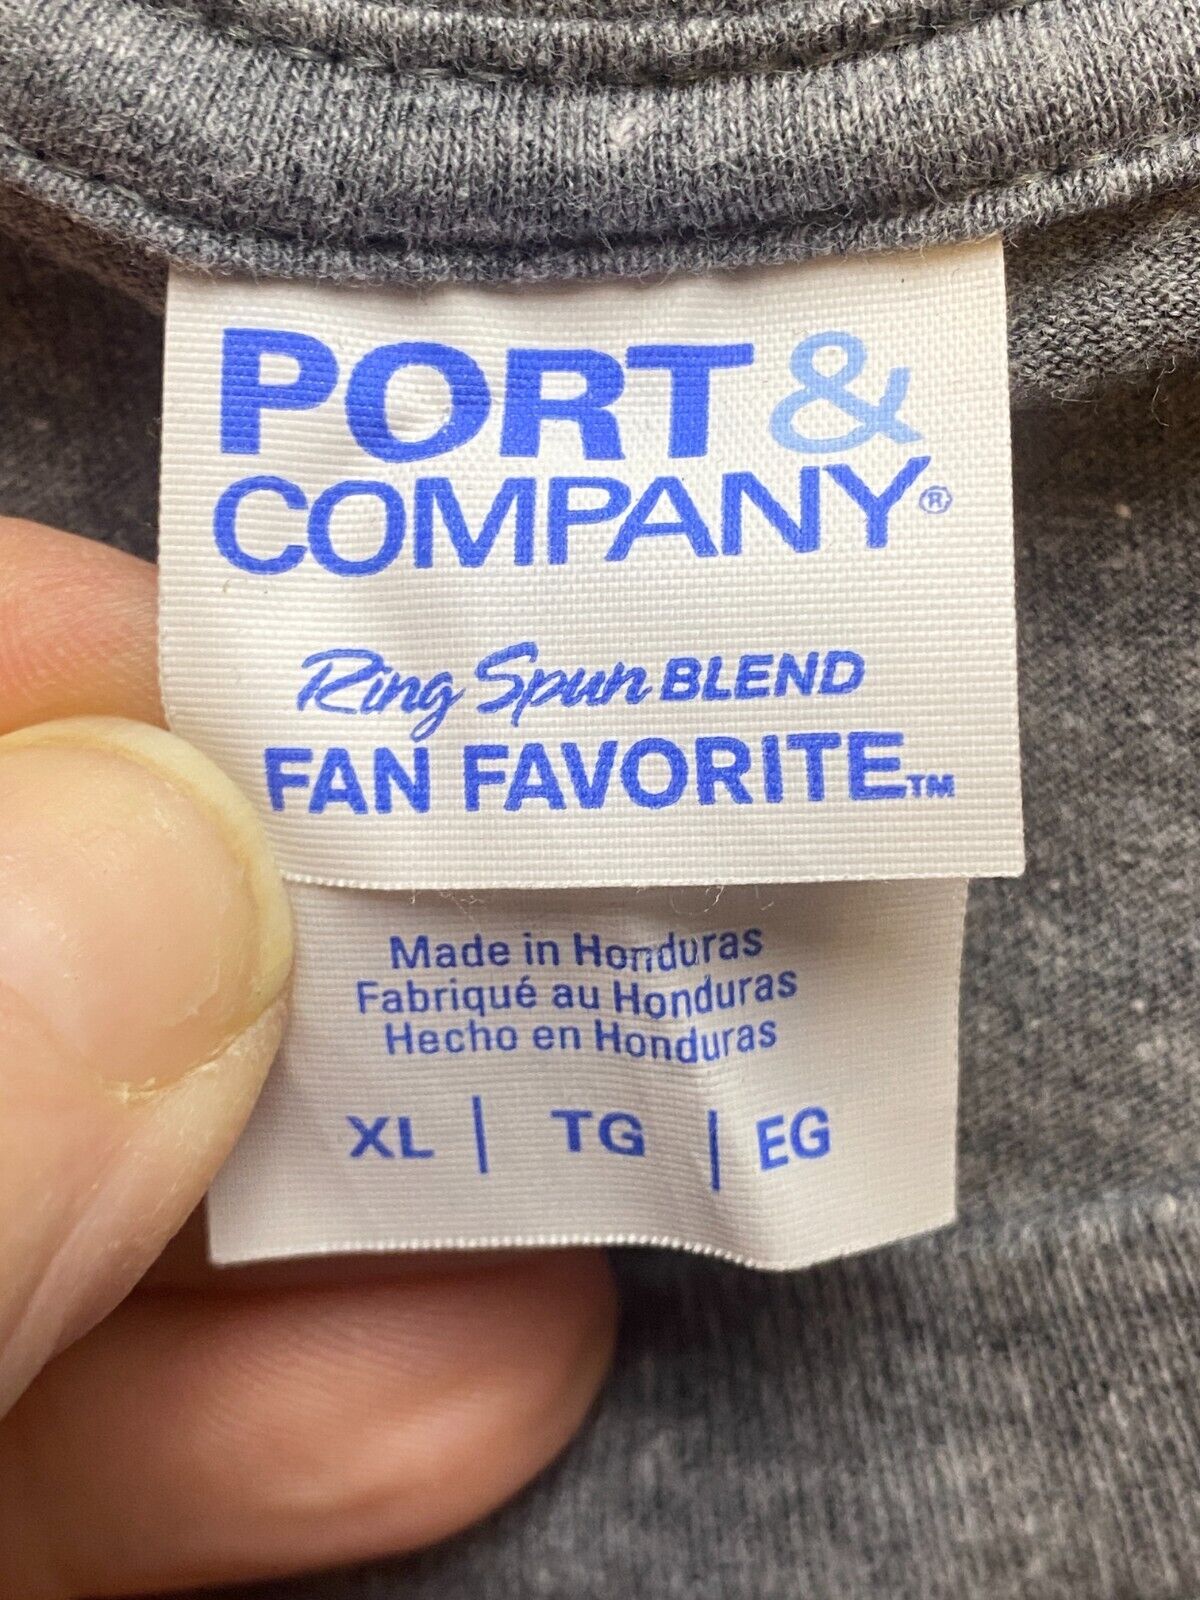 PORT &
COMPANY®
Ring Spun BLEND
FAN FAVORITE™
Made in Honduras
Fabriqué au Honduras
Hecho en Honduras
XL | TG | EG